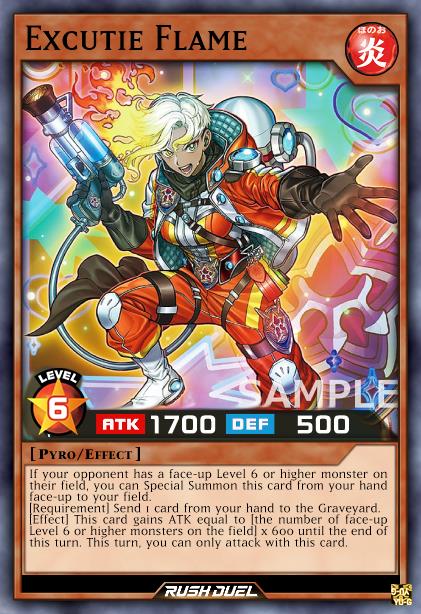 Excutie Flame
ほのお
炎
SAMPLE
LEVEL
6
ATK 1700 DEF 500
[Pyro/Effect]
If your opponent has a face-up Level 6 or higher monster on
their field, you can Special Summon this card from your hand
face-up to your field.
[Requirement] Send 1 card from your hand to the Graveyard.
[Effect] This card gains ATK equal to [the number of face-up
Level 6 or higher monsters on the field] x 600 until the end of
this turn. This turn, you can only attack with this card.
RUSH DUEL